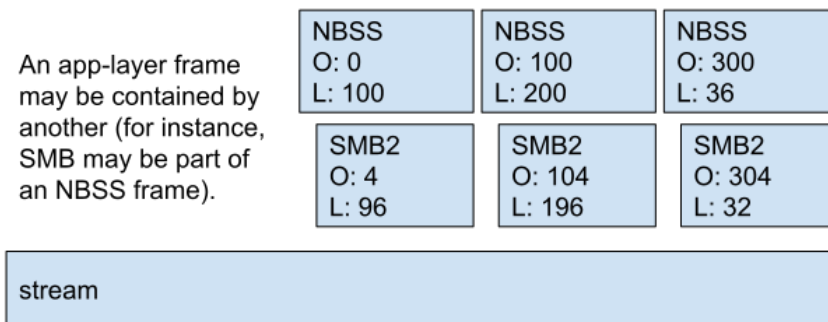 An app-layer frame
may be contained by
another (for instance,
SMB may be part of
an NBSS frame).
NBSS
O: 0
L: 100
NBSS
O: 100
L: 200
NBSS
O: 300
L: 36
SMB2
O: 4
L: 96
SMB2
O: 104
L: 196
SMB2
O: 304
L: 32
stream